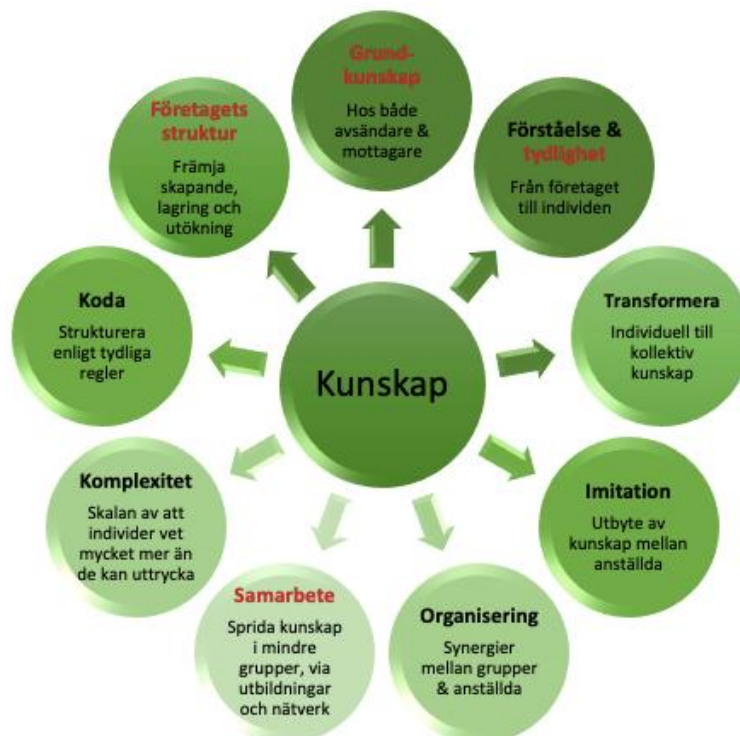 Kunskap
Grund-
kunskap
Hos både
avsändare &
mottagare
Förståelse &
tydlighet
Från företaget
till individen
Transformera
Individuell till
kollektiv
kunskap
Imitation
Utbyte av
kunskap mellan
anställda
Organisering
Synergier
mellan grupper
& anställda
Samarbete
Sprida kunskap
i mindre
grupper, via
utbildningar
och nätverk
Komplexitet
Skalan av att
individer vet
mycket mer än
de kan uttrycka
Koda
Strukturera
enligt tydliga
regler
Företagets
struktur
Främja
skapande,
lagring och
utökning